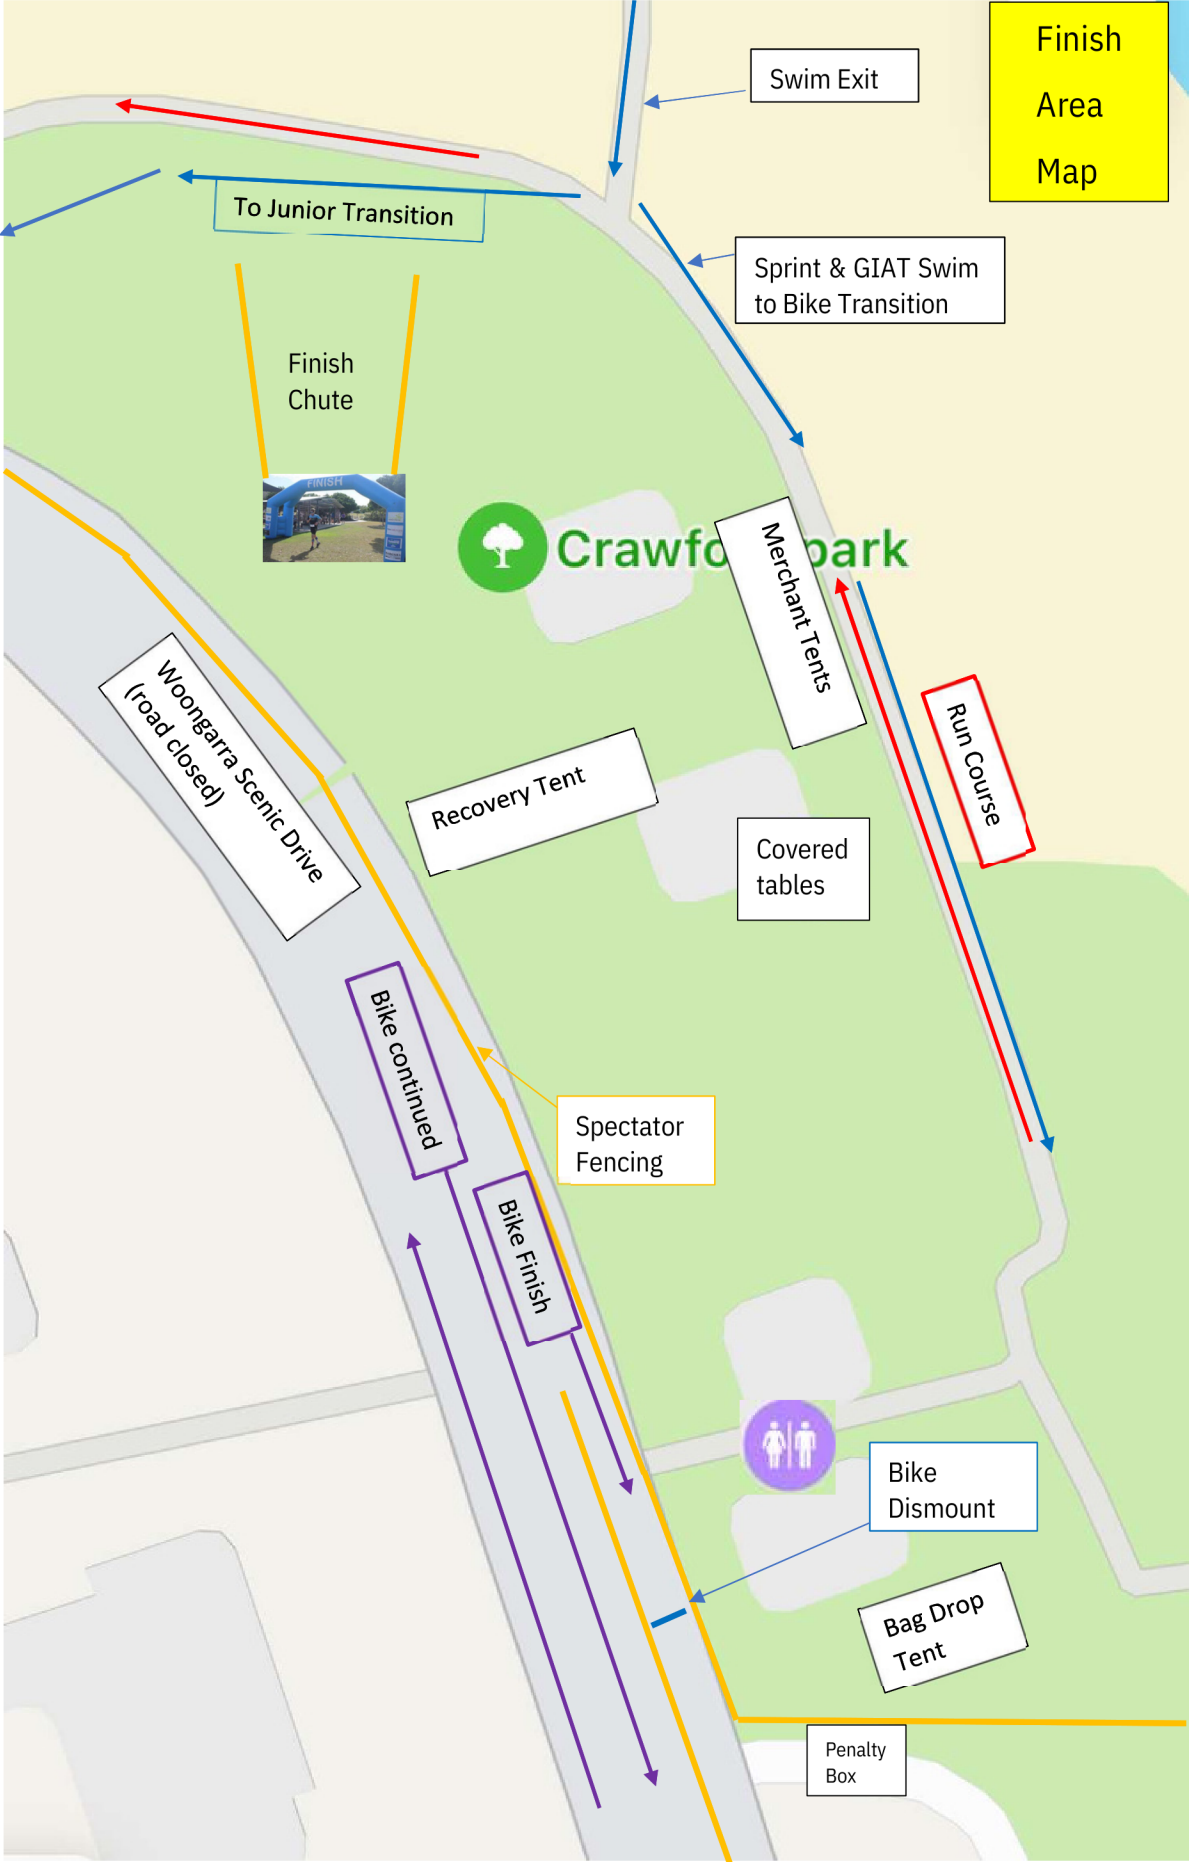 Finish
Area
Map
Swim Exit
To Junior Transition
Sprint & GIAT Swim
to Bike Transition
Finish
Chute
FINISH
Merchant Tents
Woongarra Scenic Drive
(road closed)
Run Course
Recovery Tent
Covered
tables
Bike continued
Spectator
Fencing
Bike Finish
Bike
Dismount
Bag Drop
Tent
Penalty
Box